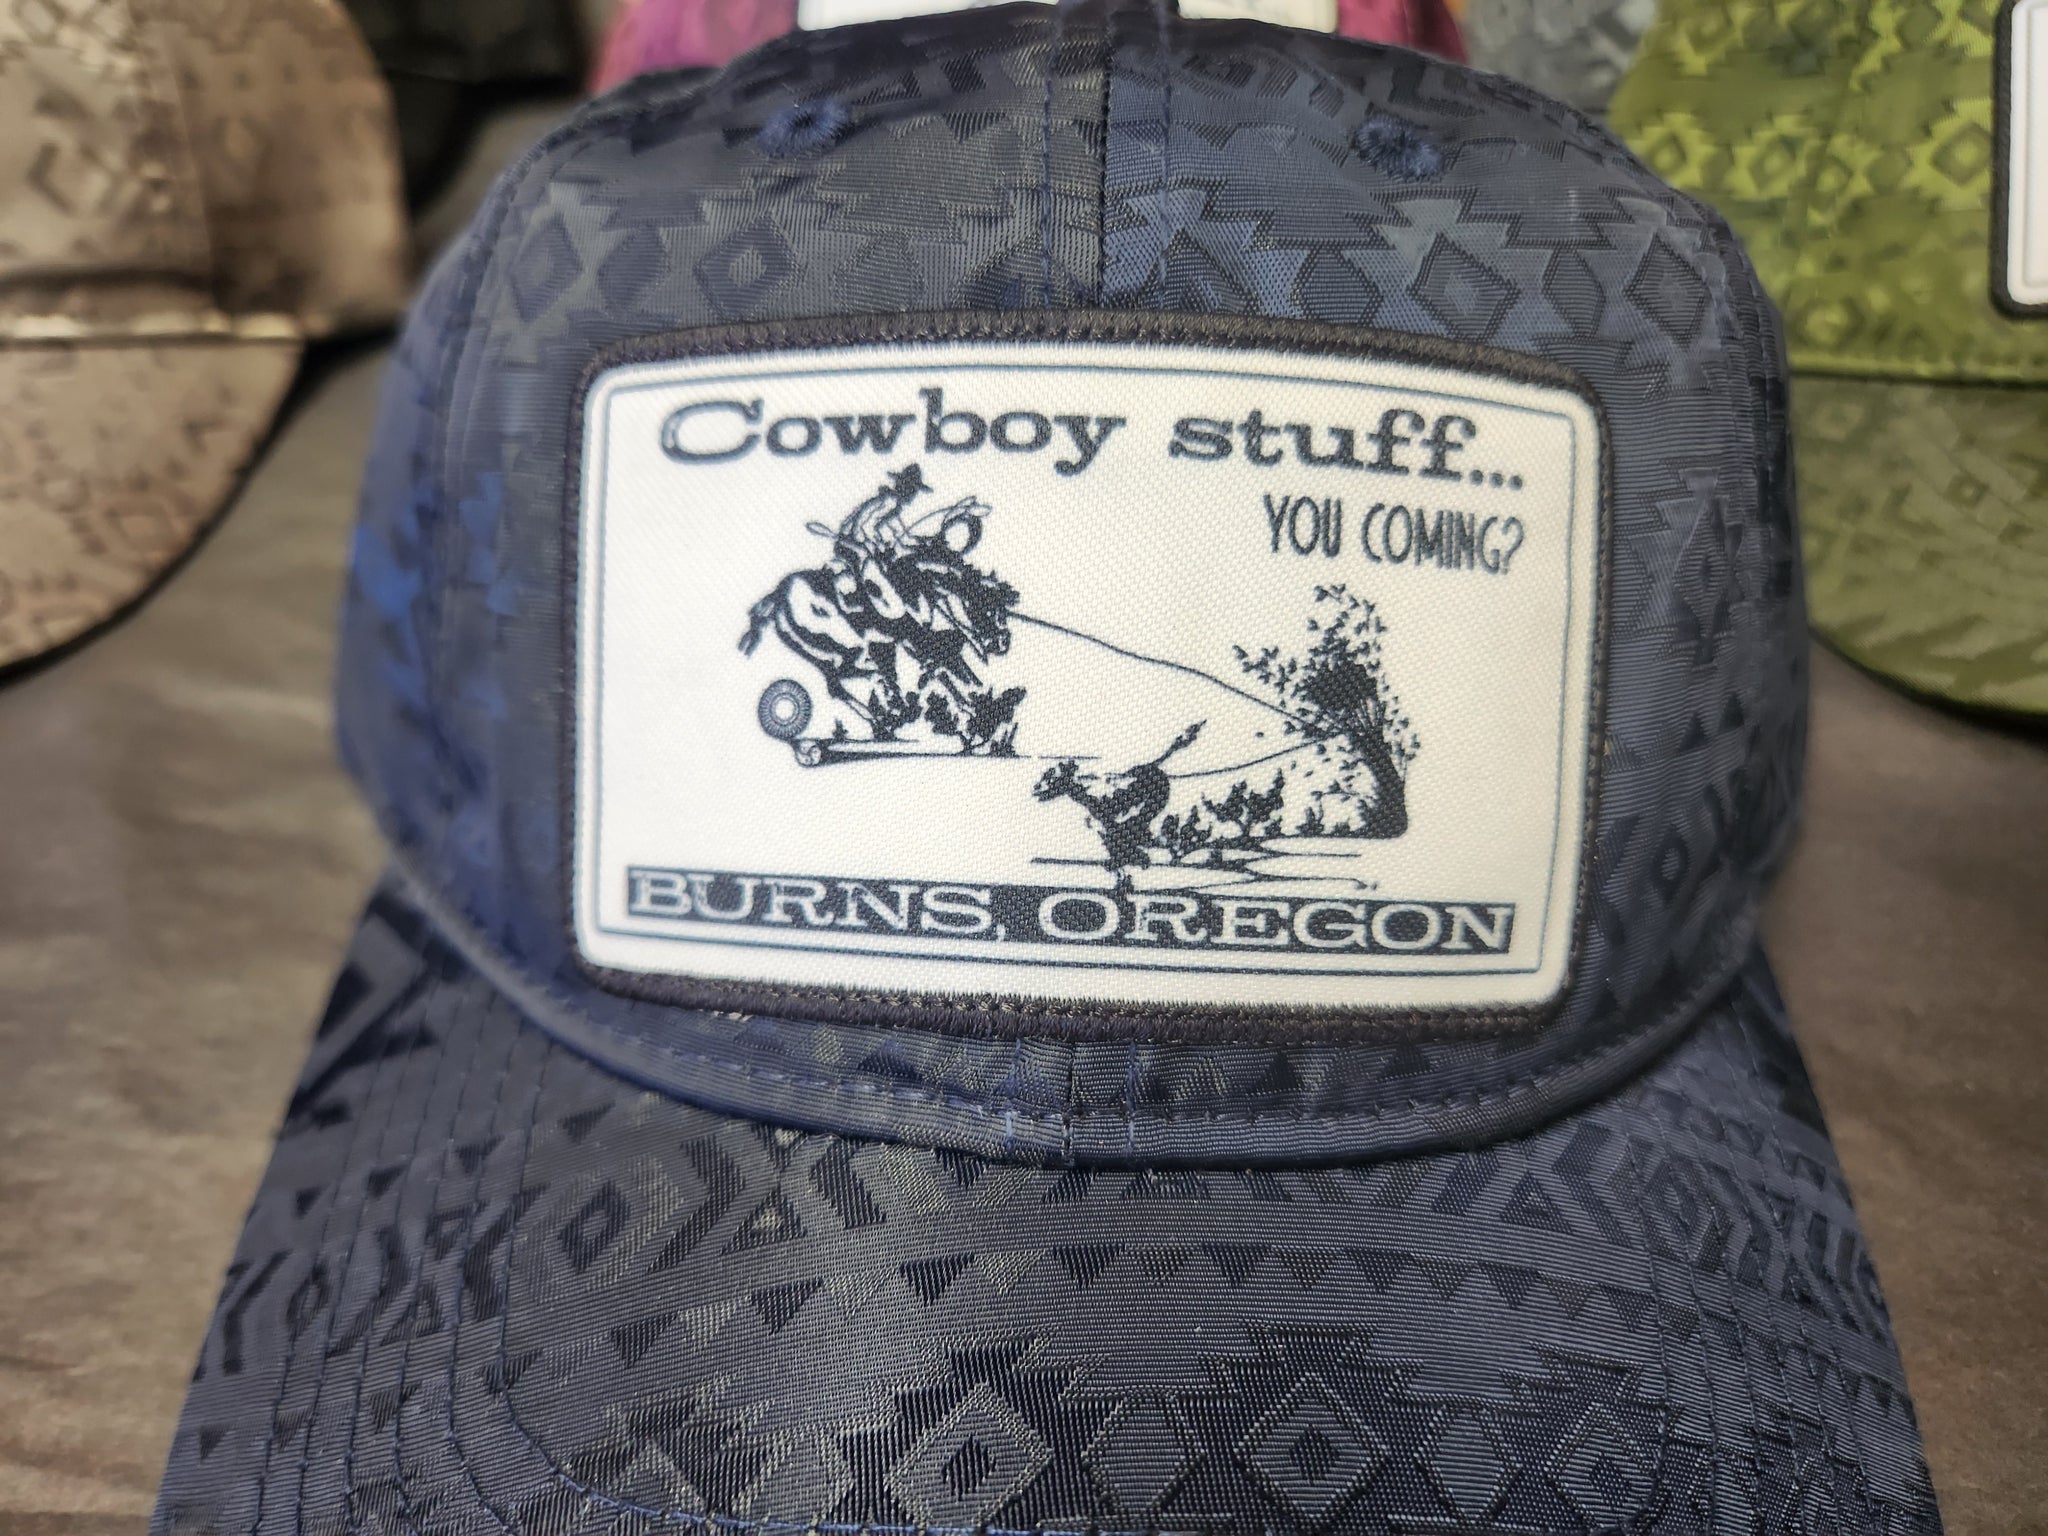 Cowboy stuff...
YOU COMING?
BURNS, OREGON